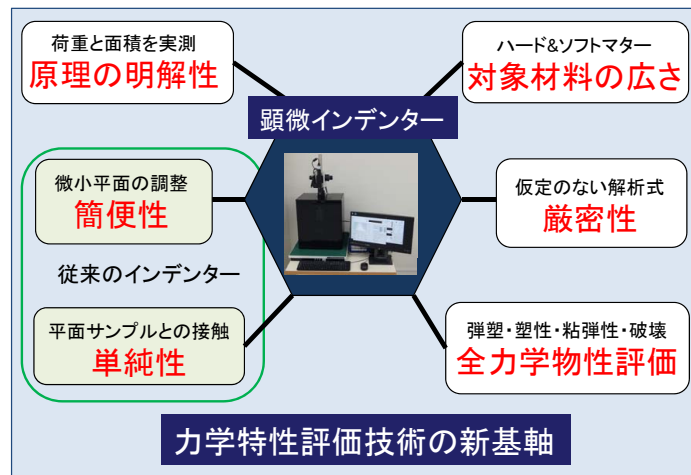 荷重と面積を実測
原理の明解性
ハード&ソフトマター
対象材料の広さ
顕微インデンター
微小平面の調整
簡便性
仮定のない解析式
厳密性
従来のインデンター
平面サンプルとの接触
単純性
弾塑・塑性・粘弾性・破壊
全力学物性評価
力学特性評価技術の新基軸